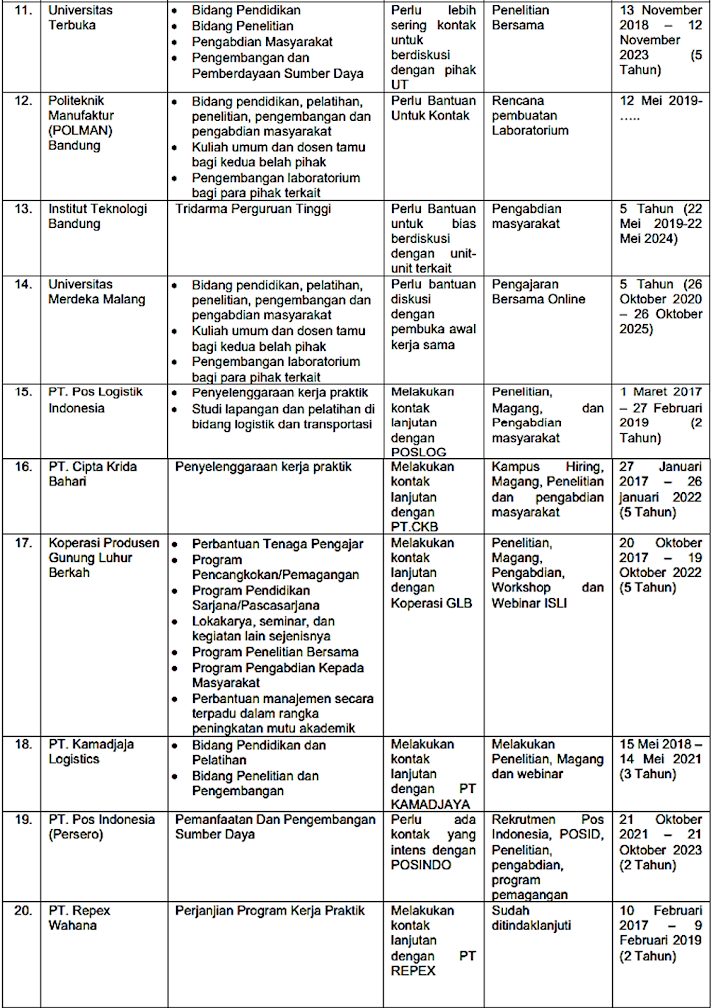 11. Universitas Terbuka
• Bidang Pendidikan
• Bidang Penelitian
• Pengabdian Masyarakat
• Pengembangan dan
Pemberdayaan Sumber Daya
Perlu lebih
sering kontak
untuk
berdiskusi
dengan pihak
UT
Penelitian
Bersama
13 November
2018 – 12
November
2023 (5
Tahun)
12. Politeknik
Manufaktur
(POLMAN)
Bandung
• Bidang pendidikan, pelatihan,
penelitian, pengembangan dan
pengabdian masyarakat
• Kuliah umum dan dosen tamu
bagi kedua belah pihak
• Pengembangan laboratorium
bagi para pihak terkait
Perlu Bantuan
Untuk Kontak
Rencana
pembuatan
Laboratorium
12 Mei 2019-
.....
13. Institut Teknologi
Bandung
Tridarma Perguruan Tinggi
Perlu Bantuan
untuk bias
berdiskusi
dengan unit-
unit terkait
Pengabdian
masyarakat
5 Tahun (22
Mei 2019-22
Mei 2024)
14. Universitas
Merdeka Malang
• Bidang pendidikan, pelatihan,
penelitian, pengembangan dan
pengabdian masyarakat
• Kuliah umum dan dosen tamu
bagi kedua belah pihak
• Pengembangan laboratorium
bagi para pihak terkait
Perlu bantuan
diskusi
dengan
pembuka awal
kerja sama
Pengajaran
Bersama Online
5 Tahun (26
Oktober 2020
– 26 Oktober
2025)
15. PT. Pos Logistik
Indonesia
• Penyelenggaraan kerja praktik
• Studi lapangan dan pelatihan di
bidang logistik dan transportasi
Melakukan
kontak
lanjutan
dengan
POSLOG
Penelitian,
Magang, dan
Pengabdian
masyarakat
1 Maret 2017
– 27 Februari
2019 (2
Tahun)
16. PT. Cipta Krida
Bahari
Penyelenggaraan kerja praktik
Melakukan
kontak
lanjutan
dengan
PT.CKB
Kampus Hiring,
Magang, Penelitian
dan pengabdian
masyarakat
27 Januari
2017 – 26
januari 2022
(5 Tahun)
17. Koperasi Produsen
Gunung Luhur
Berkah
• Perbantuan Tenaga Pengajar
• Program
Pencangkokan/Pemagangan
• Program Pendidikan
Sarjana/Pascasarjana
• Lokakarya, seminar, dan
kegiatan lain sejenisnya
• Program Penelitian Bersama
• Program Pengabdian Kepada
Masyarakat
• Perbantuan manajemen secara
terpadu dalam rangka
peningkatan mutu akademik
Melakukan
kontak
lanjutan
dengan
Koperasi GLB
Penelitian,
Magang,
Pengabdian,
Workshop dan
Webinar ISLI
20 Oktober
2017 – 19
Oktober 2022
(5 Tahun)
18. PT. Kamadjaja
Logistics
• Bidang Pendidikan dan
Pelatihan
• Bidang Penelitian dan
Pengembangan
Melakukan
kontak
lanjutan
dengan PT
KAMADJAYA
Melakukan
Penelitian, Magang
dan webinar
15 Mei 2018 –
14 Mei 2021
(3 Tahun)
19. PT. Pos Indonesia
(Persero)
Pemanfaatan Dan Pengembangan
Sumber Daya
Perlu ada
kontak yang
intens dengan
POSINDO
Rekrutmen Pos
Indonesia, POSID,
Penelitian,
pengabdian,
program
pemagangan
21 Oktober
2021 – 21
Oktober 2023
(2 Tahun)
20. PT. Repex
Wahana
Perjanjian Program Kerja Praktik
Melakukan
kontak
lanjutan
dengan PT
REPEX
Sudah
ditindaklanjuti
10 Februari
2017 – 9
Februari 2019
(2 Tahun)